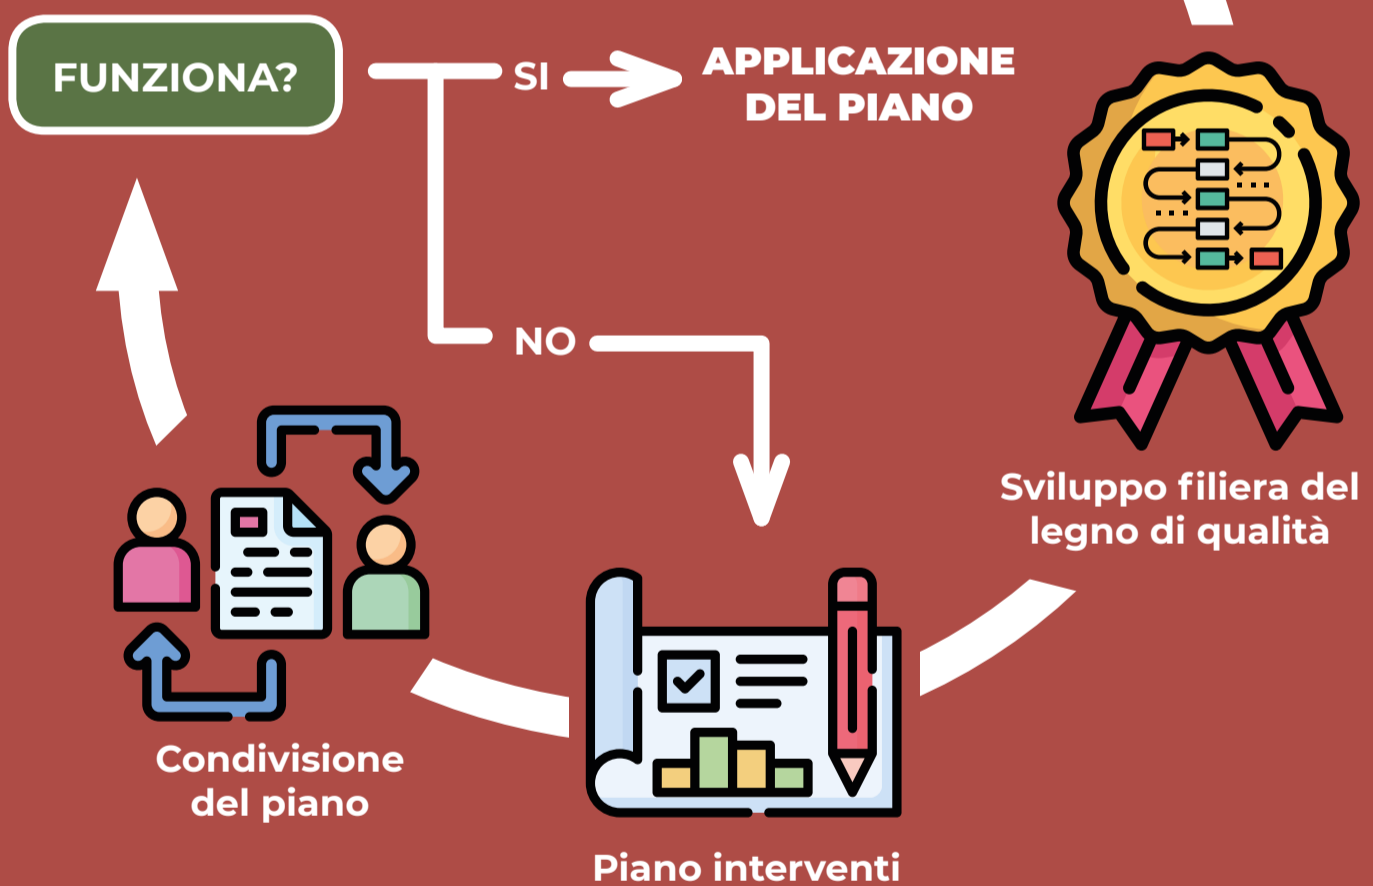 FUNZIONA?
SI
APPLICAZIONE
DEL PIANO
NO
Sviluppo filiera del
legno di qualità
Condivisione
del piano
Piano interventi